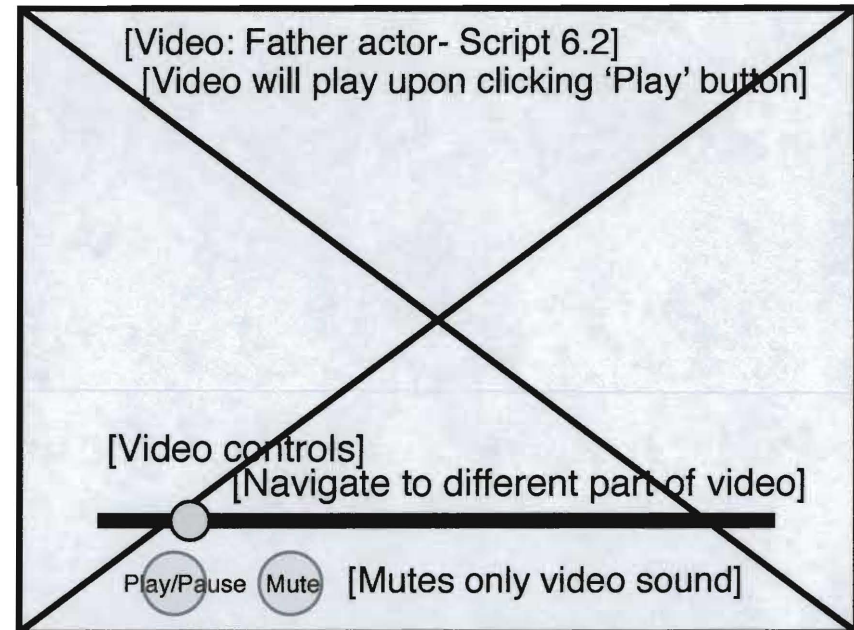 [Video: Father actor- Script 6.2]
[Video will play upon clicking ‘Play’ button]
[Video controls]
[Navigate to different part of video]
Play/Pause Mute [Mutes only video sound]